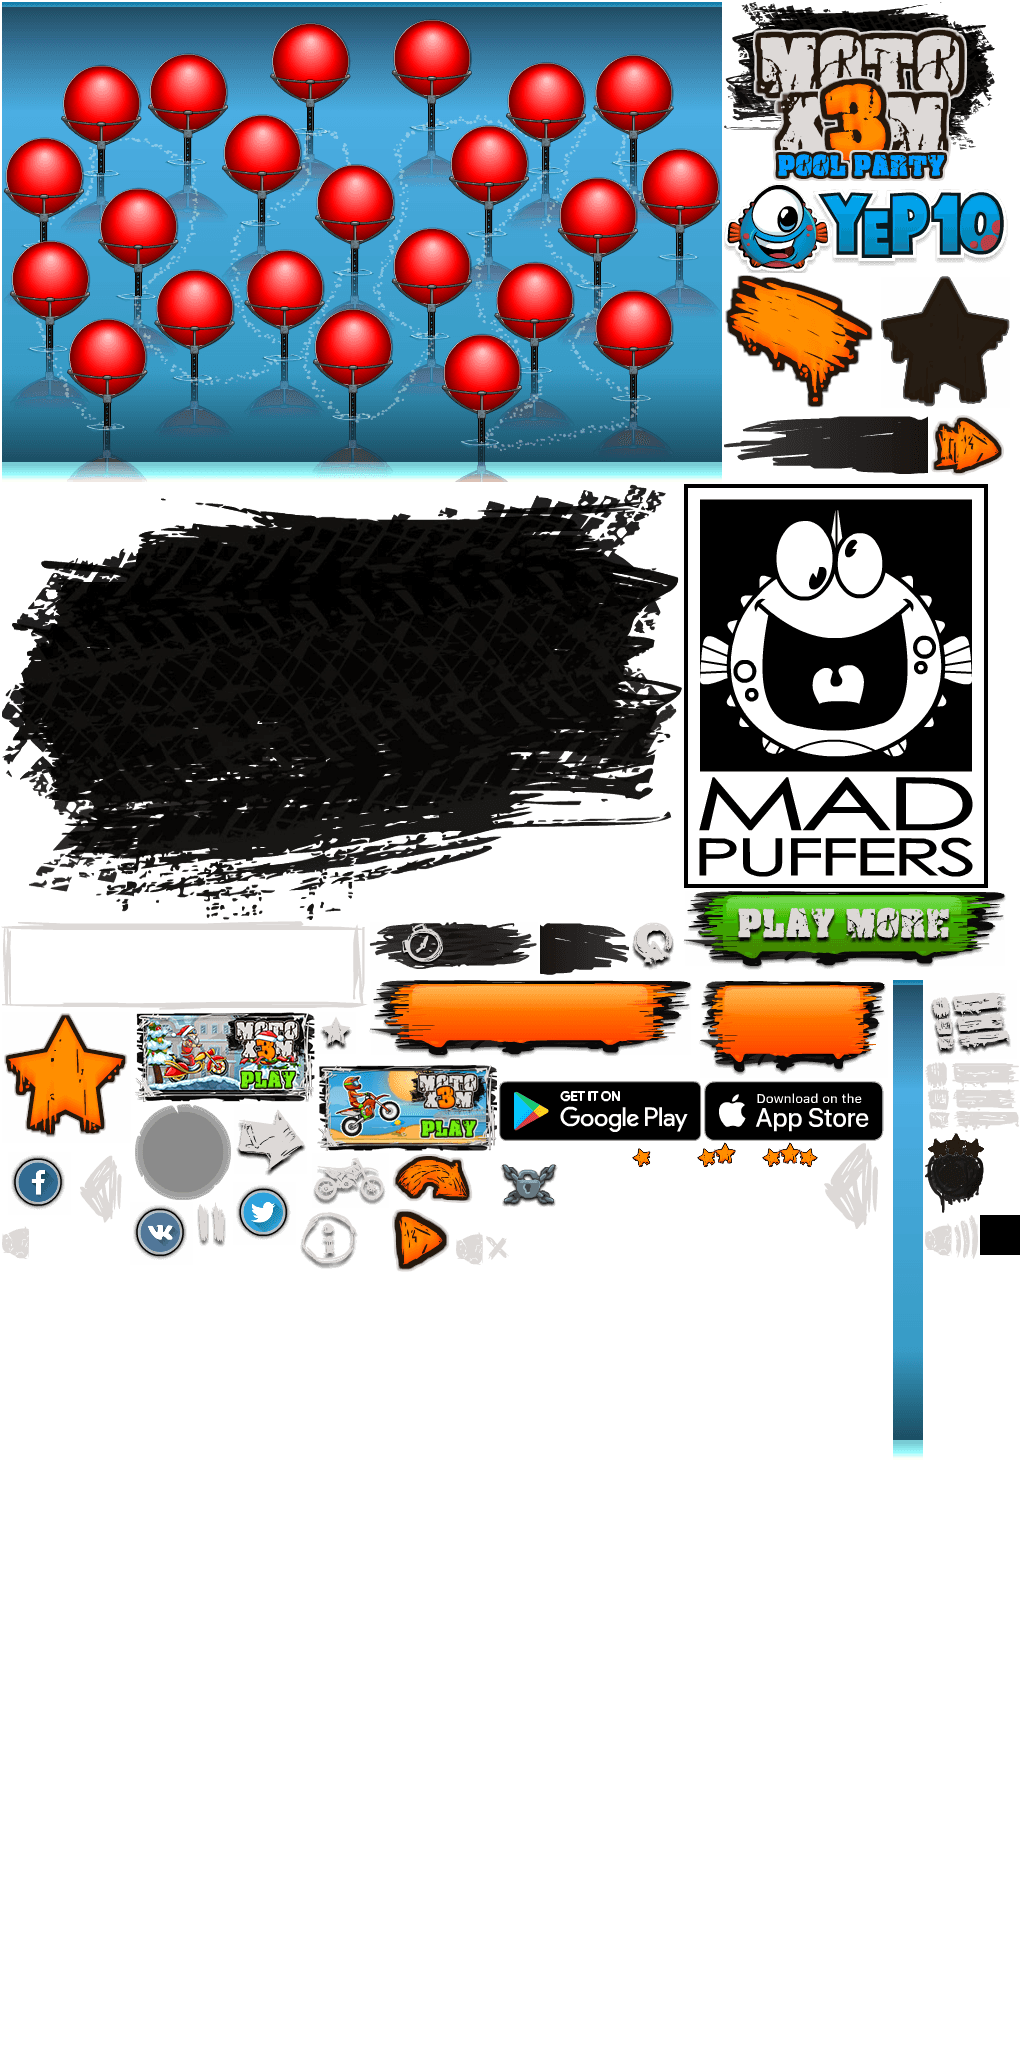 MOTO
X3M
POOL PARTY
YEP10
MAD
PUFFERS
PLAY MORE
MOTO
X3M
PLAY
MOTO
X3M
PLAY
GET IT ON
Google Play
Download on the
App Store